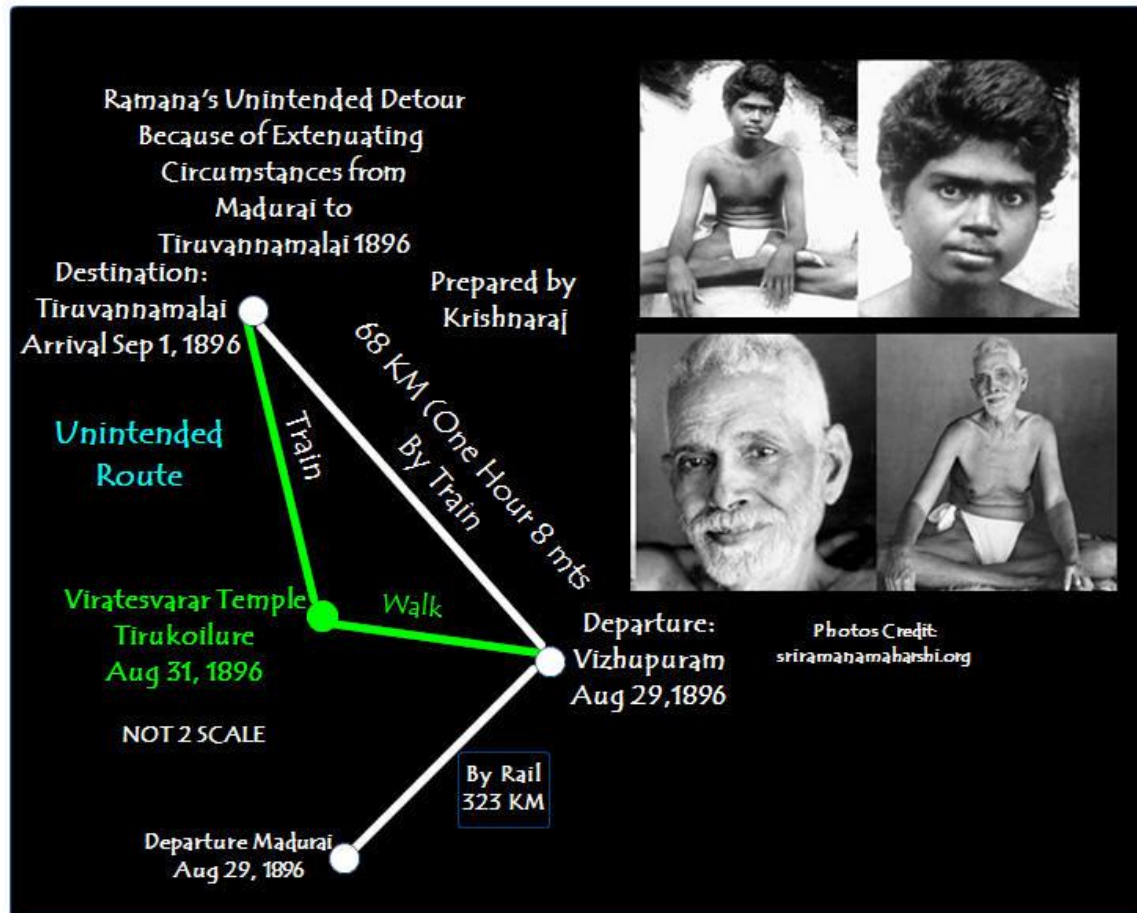 Ramana's Unintended Detour
Because of Extenuating
Circumstances from
Madurai to
Tiruvannamalai 1896
Destination:
Tiruvannamalai
Arrival Sep 1, 1896
Prepared by
Krishnaraj
68 KM (One Hour 8 mts
By Train
Train
Unintended
Route
Viratesvarar Temple
Tirukoilure
Aug 31, 1896
Walk
Departure:
Vizhupuram
Aug 29,1896
Photos Credit:
sriramanamaharshi.org
NOT 2 SCALE
By Rail
323 KM
Departure Madurai
Aug 29, 1896